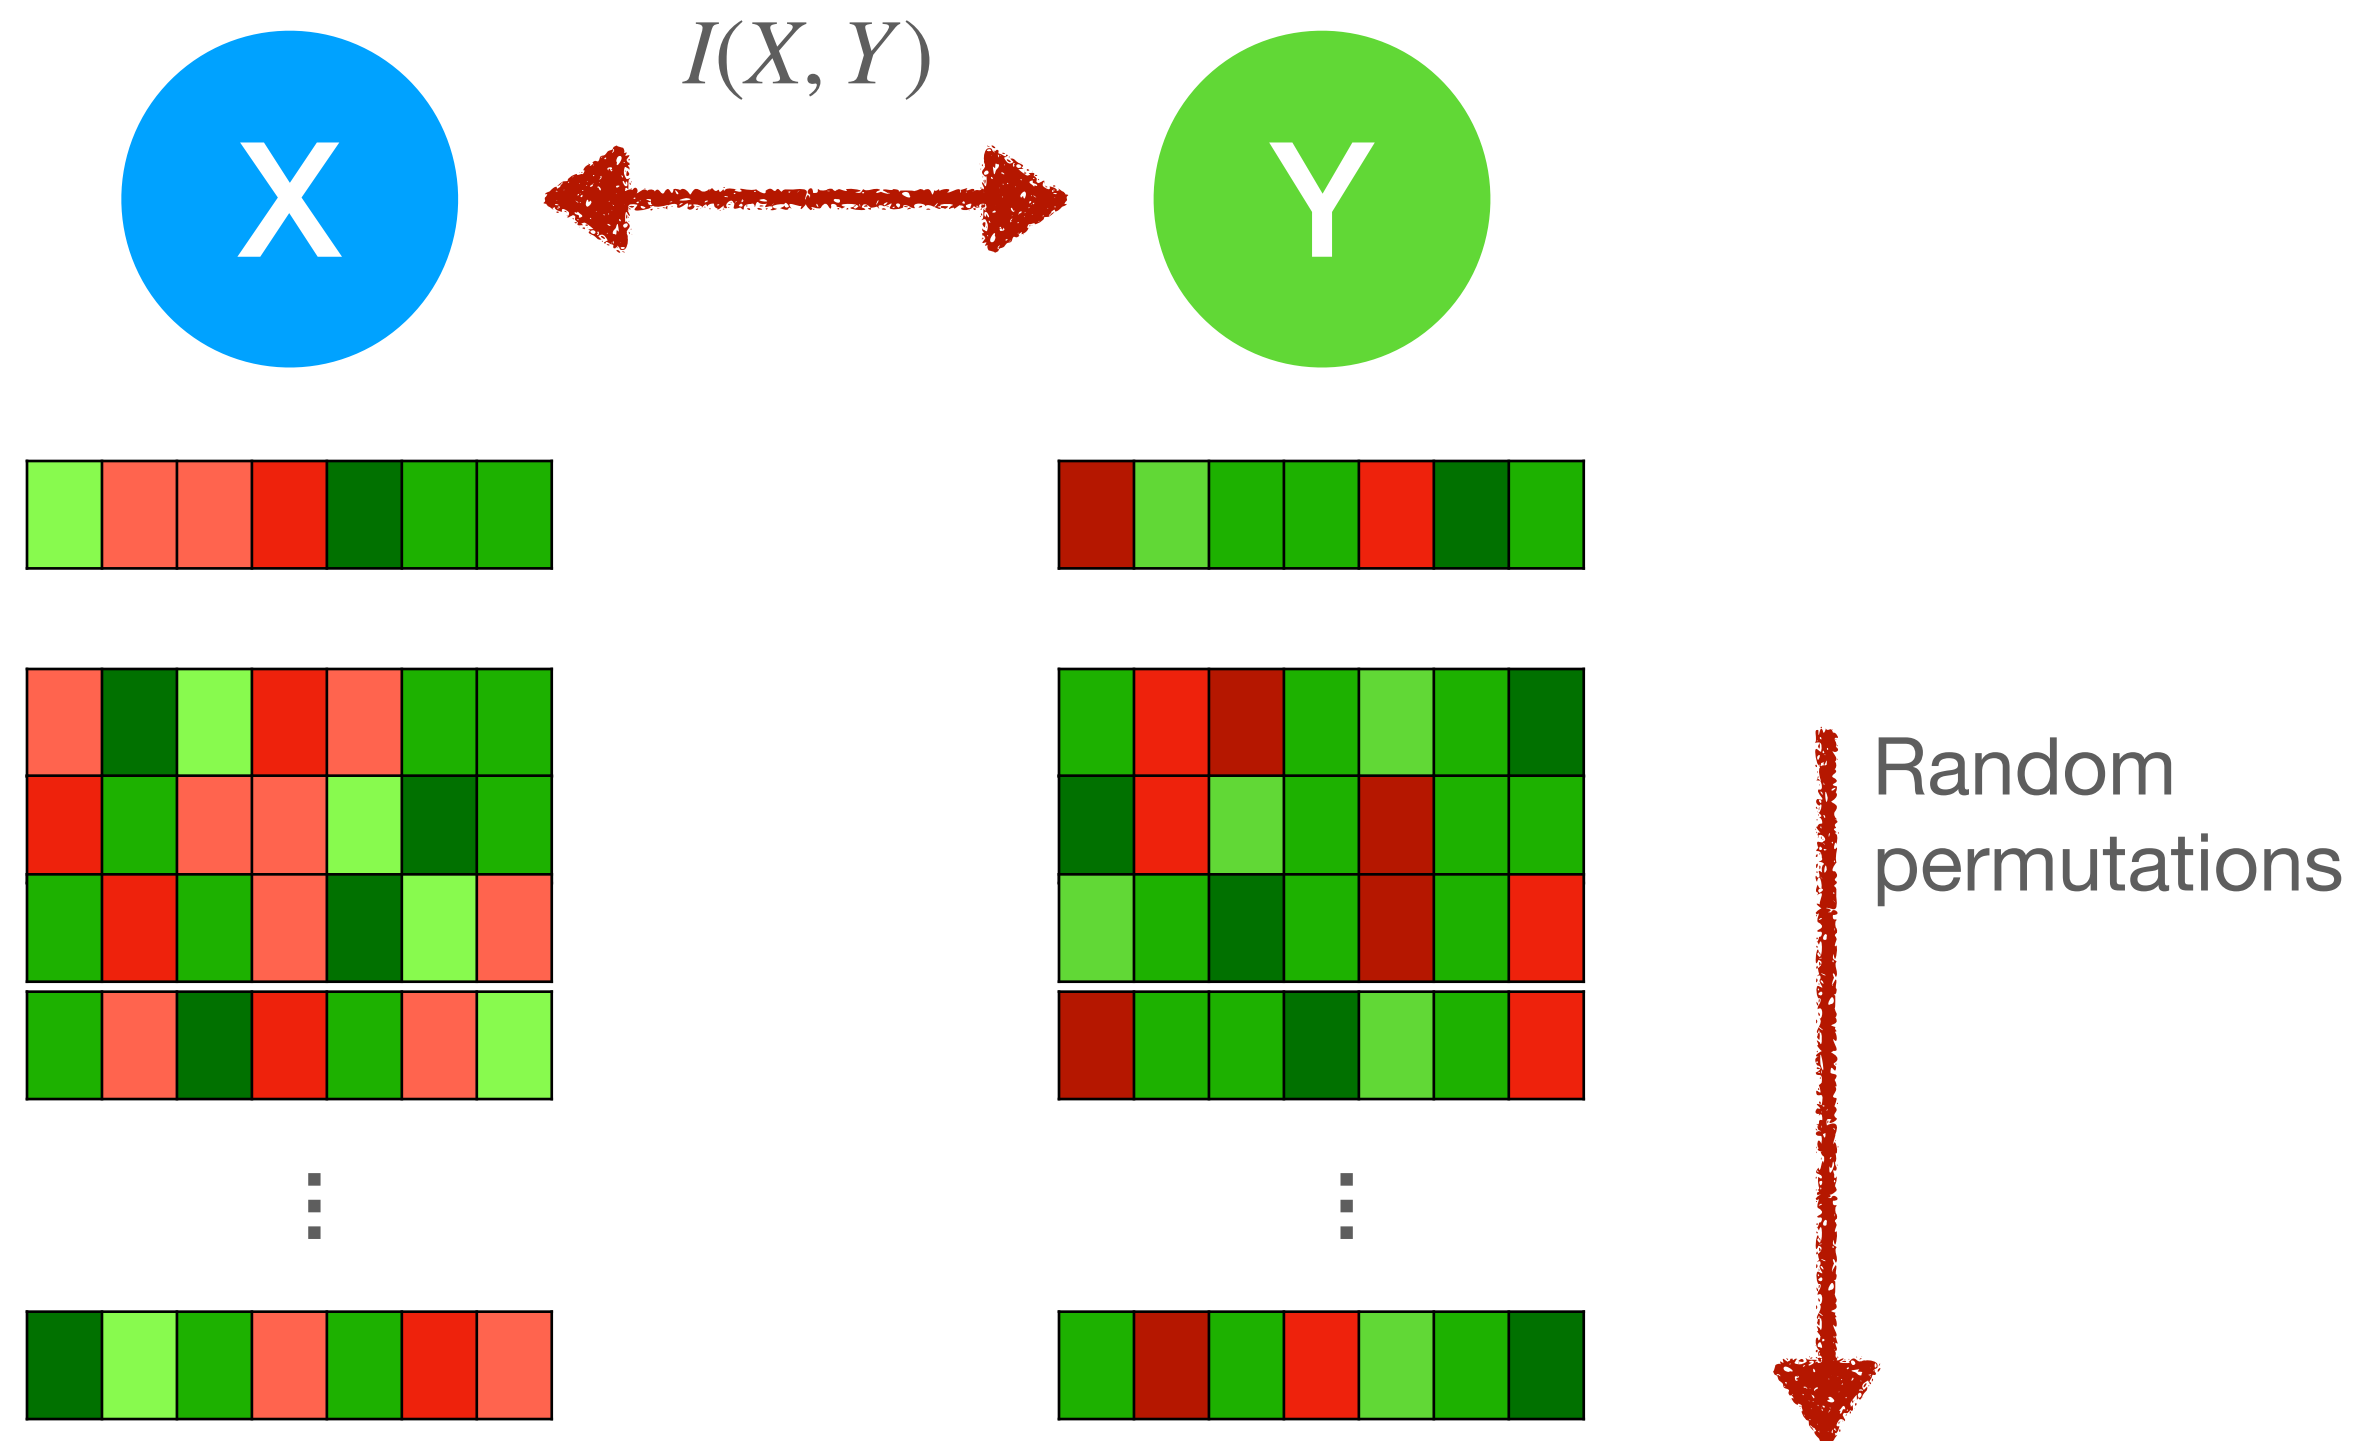 I(X, Y)
X
Y
Random
permutations